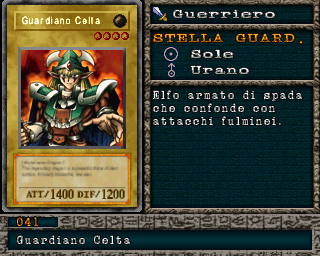 Guardiano Celta
ATT/1400 DIF/1200
Guerriero
STELLA GUARD.
Sole
Urano
Elfo armato di spada
che confonde con
attacchi fulminei.
041
Guardiano Celta